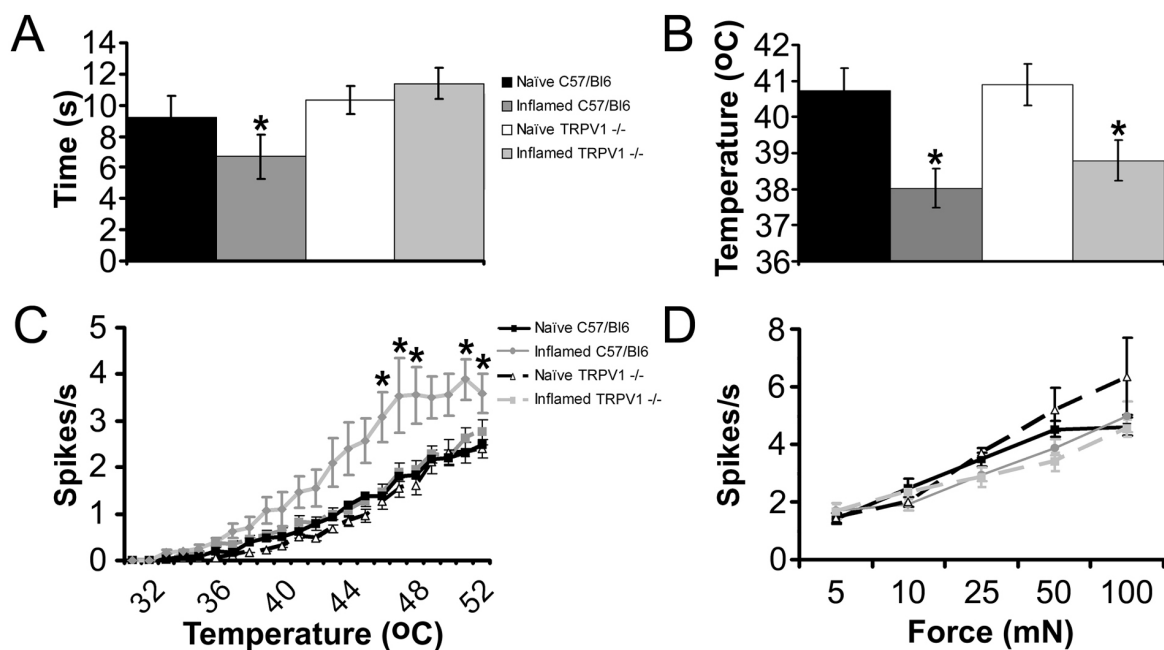 A
Time (s)
14
12
10
8
6
4
2
0
*
Naïve C57/Bl6
Inflamed C57/Bl6
Naïve TRPV1 -/-
Inflamed TRPV1 -/-
B
Temperature (ºC)
42
41
40
39
38
37
36
*
*
C
Spikes/s
5
4
3
2
1
0
* * * * *
32 36 40 44 48 52
Temperature (ºC)
Naïve C57/Bl6
Inflamed C57/Bl6
Naïve TRPV1 -/-
Inflamed TRPV1 -/-
D
Spikes/s
8
6
4
2
0
5 10 25 50 100
Force (mN)